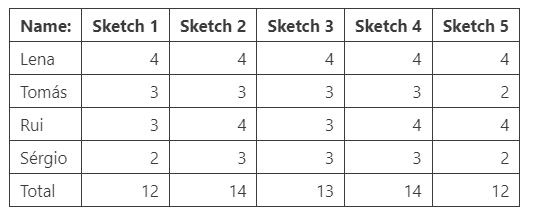 Name: Sketch 1 Sketch 2 Sketch 3 Sketch 4 Sketch 5
Lena 4 4 4 4 4
Tomás 3 3 3 3 2
Rui 3 4 3 4 4
Sérgio 2 3 3 3 2
Total 12 14 13 14 12